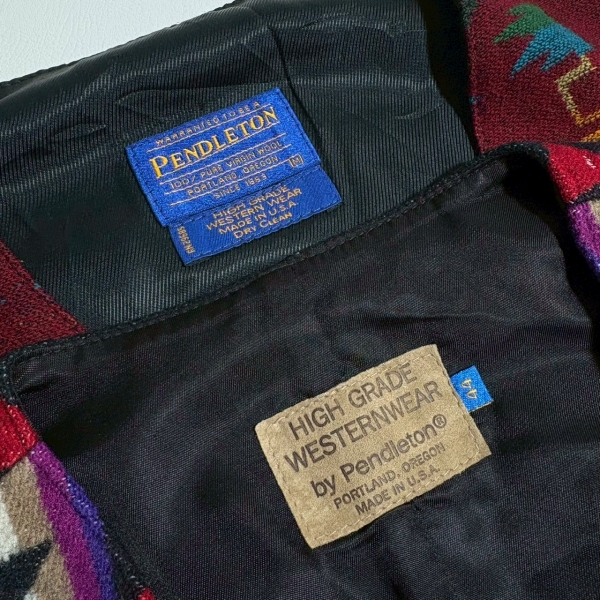 WARRANTED TO BE A
PENDLETON
100% PURE VIRGIN WOOL
PORTLAND, OREGON
SINCE 1863
M
HIGH GRADE
WESTERN WEAR
MADE IN U.S.A.
DRY CLEAN
HIGH GRADE
WESTERNWEAR
by Pendleton®
PORTLAND, OREGON
MADE IN U.S.A.
44